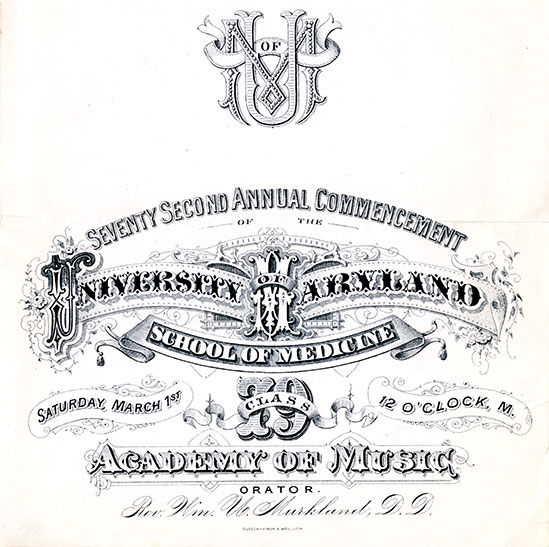 U OF M
SEVENTY SECOND ANNUAL COMMENCEMENT
OF THE
UNIVERSITY OF MARYLAND
SCHOOL OF MEDICINE
SATURDAY, MARCH 1ST
CLASS 79
12 O'CLOCK, M.
ACADEMY OF MUSIC
ORATOR.
Rev. Wm. U. Murkland, D. D.